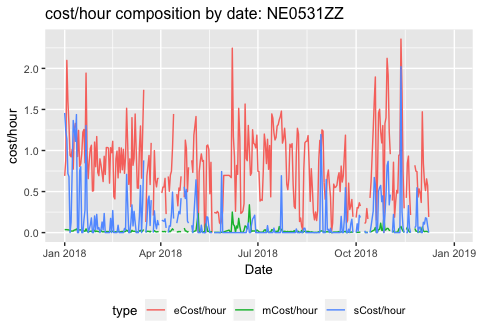 cost/hour composition by date: NE0531ZZ
cost/hour
2.0
1.5
1.0
0.5
0.0
Jan 2018 Apr 2018 Jul 2018 Oct 2018 Jan 2019
Date
type eCost/hour mCost/hour sCost/hour